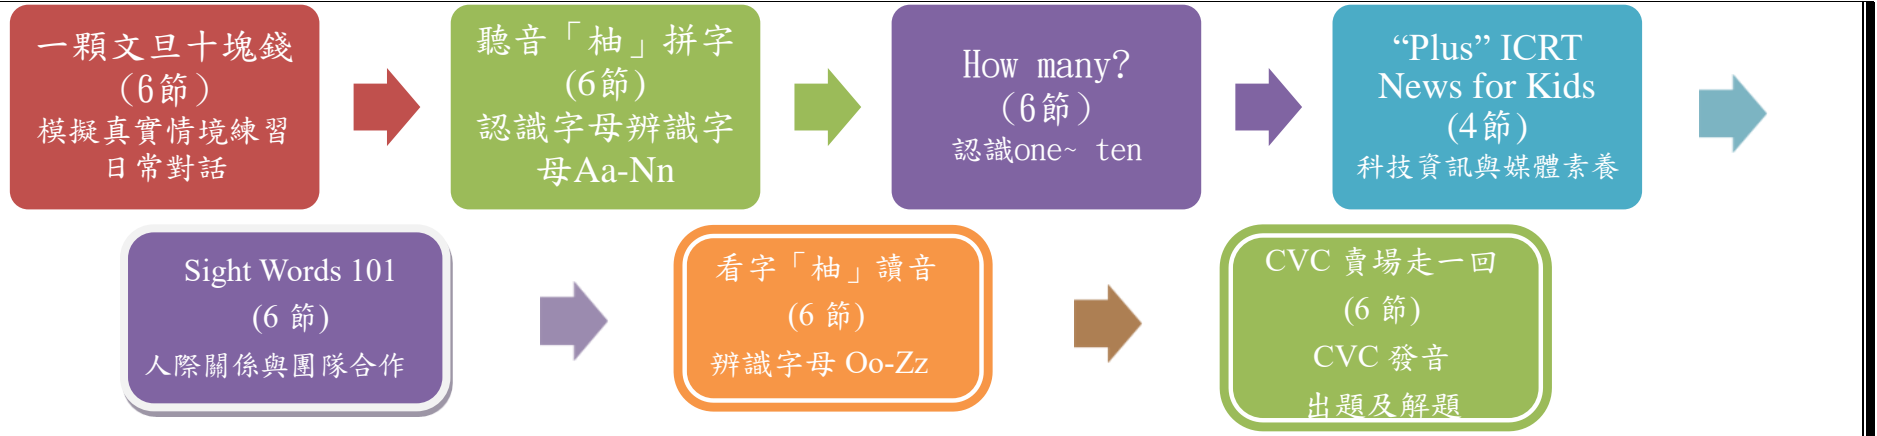 一顆文旦十塊錢
(6節)
模擬真實情境練習
日常對話
聽音「柚」拼字
(6節)
認識字母辨識字
母Aa-Nn
How many?
(6節)
認識one~ ten
“Plus” ICRT
News for Kids
(4節)
科技資訊與媒體素養
Sight Words 101
(6 節)
人際關係與團隊合作
看字「柚」讀音
(6 節)
辨識字母 Oo-Zz
CVC 賣場走一回
(6 節)
CVC 發音
出題及解題